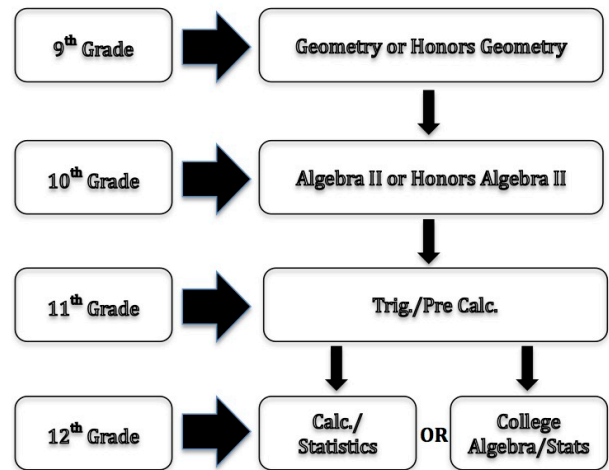 9th Grade
Geometry or Honors Geometry
10th Grade
Algebra II or Honors Algebra II
11th Grade
Trig./Pre Calc.
12th Grade
Calc./
Statistics
OR
College
Algebra/Stats